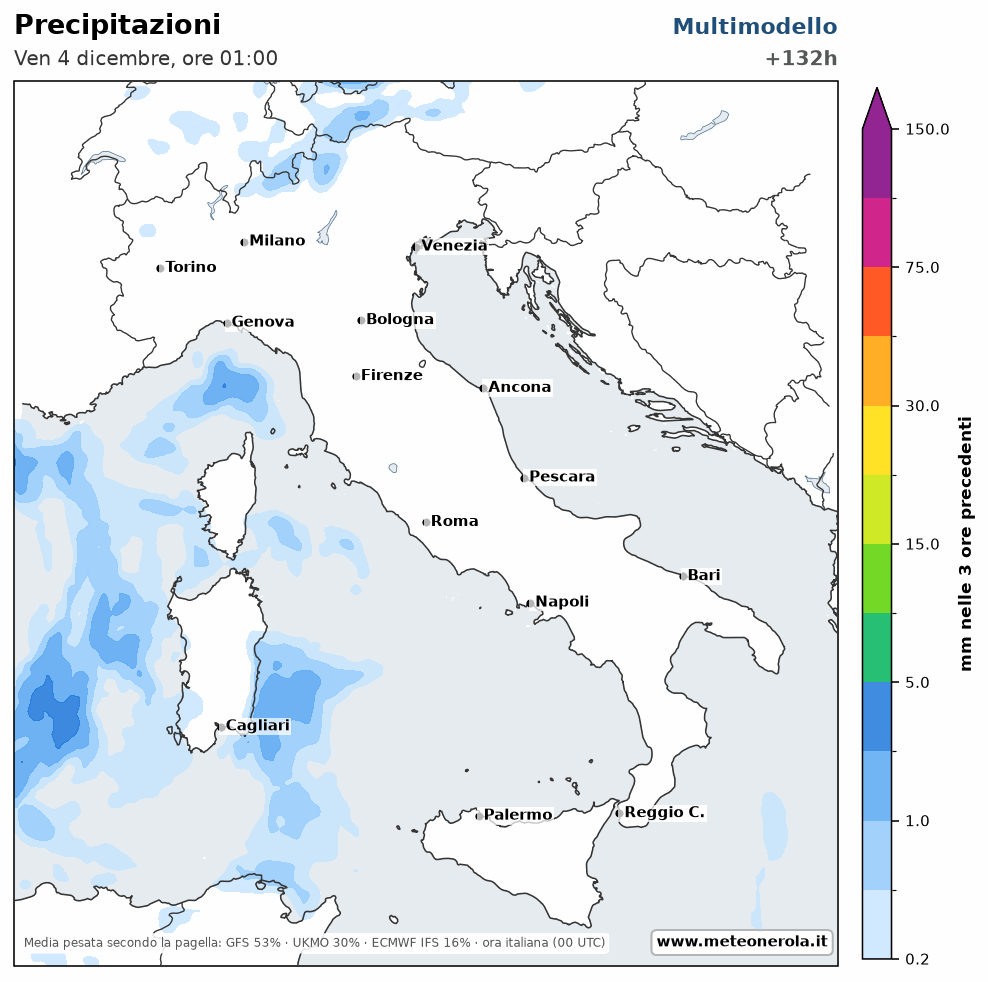 Precipitazioni
Multimodello
Ven 4 dicembre, ore 01:00
+132h
150.0
75.0
30.0
15.0
5.0
1.0
0.2
mm nelle 3 ore precedenti
Milano
Venezia
Torino
Genova
Bologna
Firenze
Ancona
Pescara
Roma
Bari
Napoli
Cagliari
Palermo
Reggio C.
Media pesata secondo la pagella: GFS 53% · UKMO 30% · ECMWF IFS 16% · ora italiana (00 UTC)
www.meteonerola.it